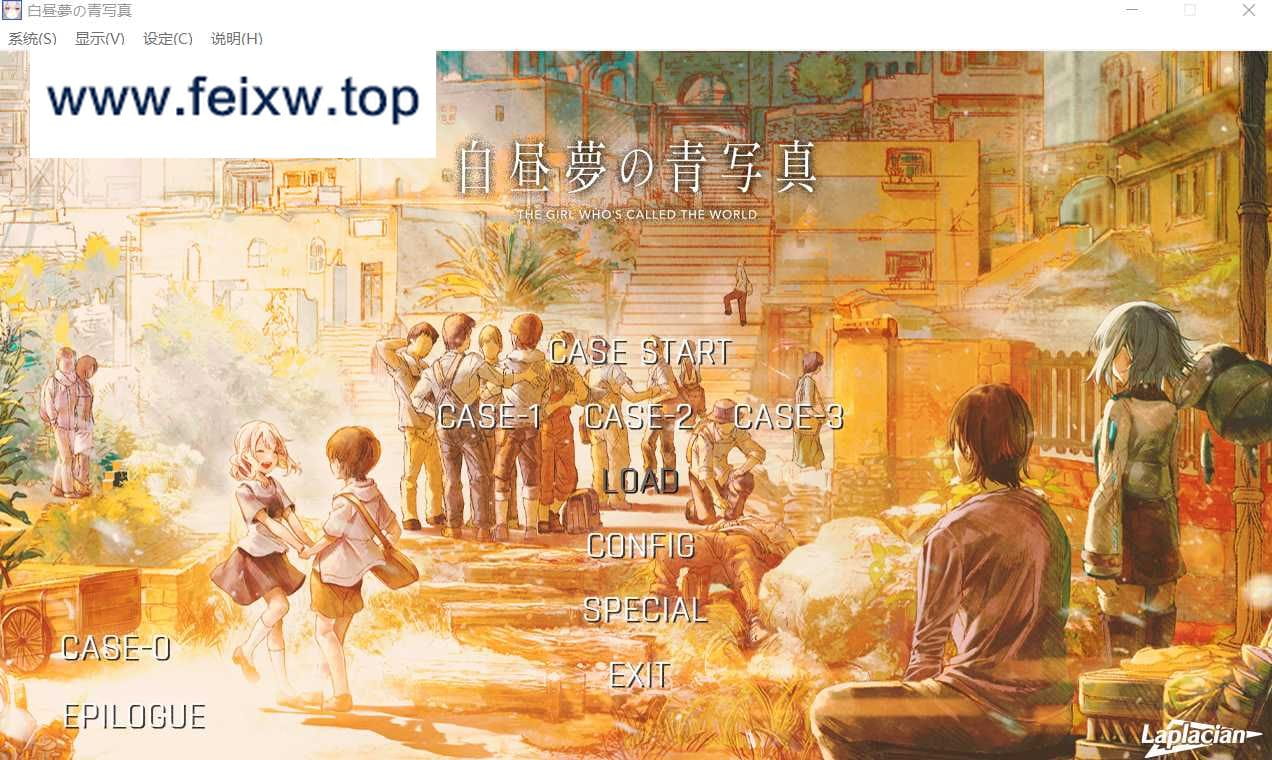 白昼夢の青写真
系统(S) 显示(V) 设定(C) 说明(H)
www.feixw.top
白昼夢の青写真
THE GIRL WHO'S CALLED THE WORLD
CASE START
CASE-1 CASE-2 CASE-3
LOAD
CONFIG
SPECIAL
EXIT
CASE-0
EPILOGUE
Laplacian